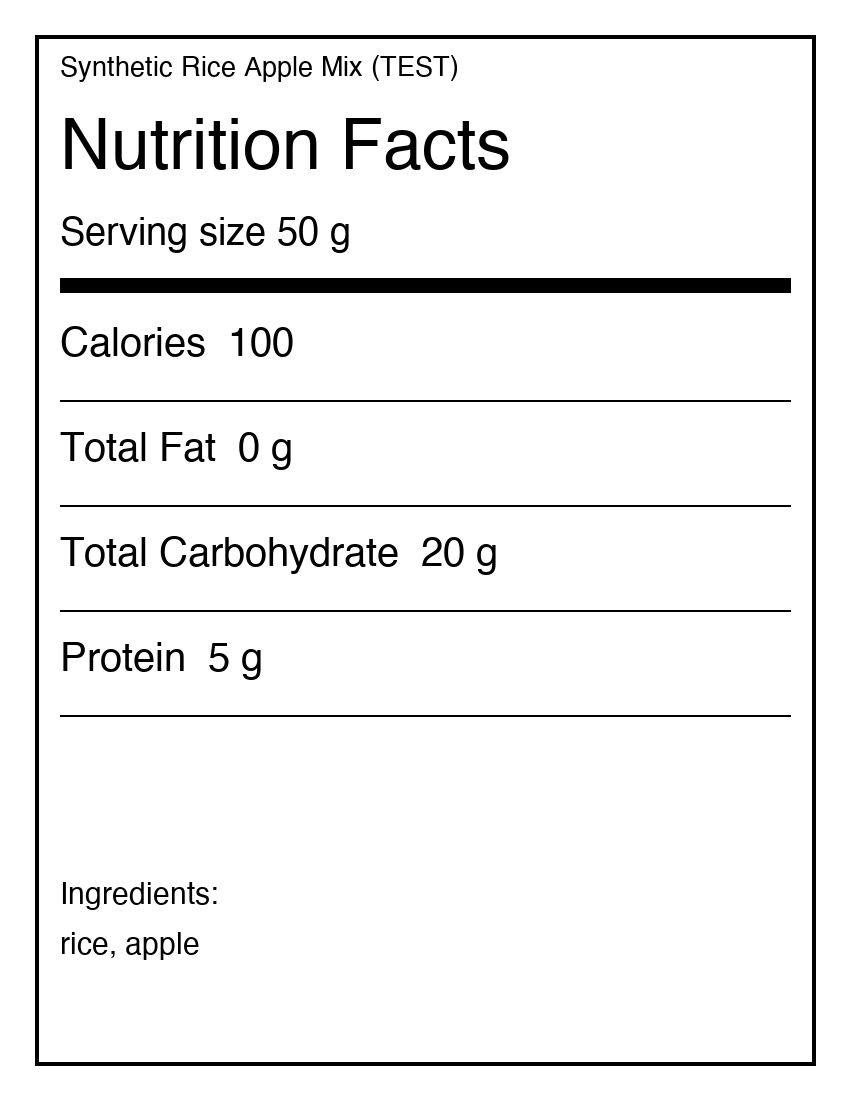 Synthetic Rice Apple Mix (TEST)
Nutrition Facts
Serving size 50 g
Calories 100
Total Fat 0 g
Total Carbohydrate 20 g
Protein 5 g
Ingredients:
rice, apple